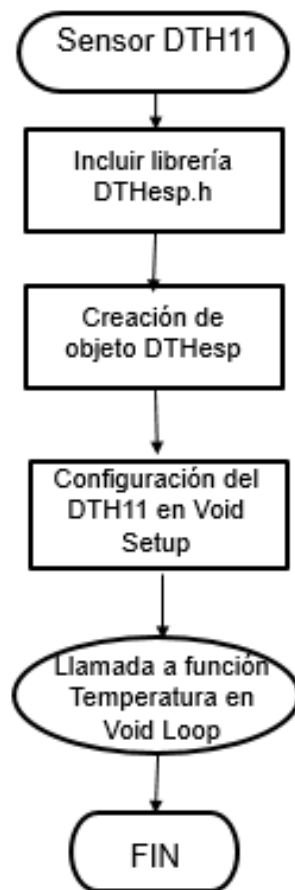 Sensor DTH11
Incluir librería
DTHesp.h
Creación de
objeto DTHesp
Configuración del
DTH11 en Void
Setup
Llamada a función
Temperatura en
Void Loop
FIN